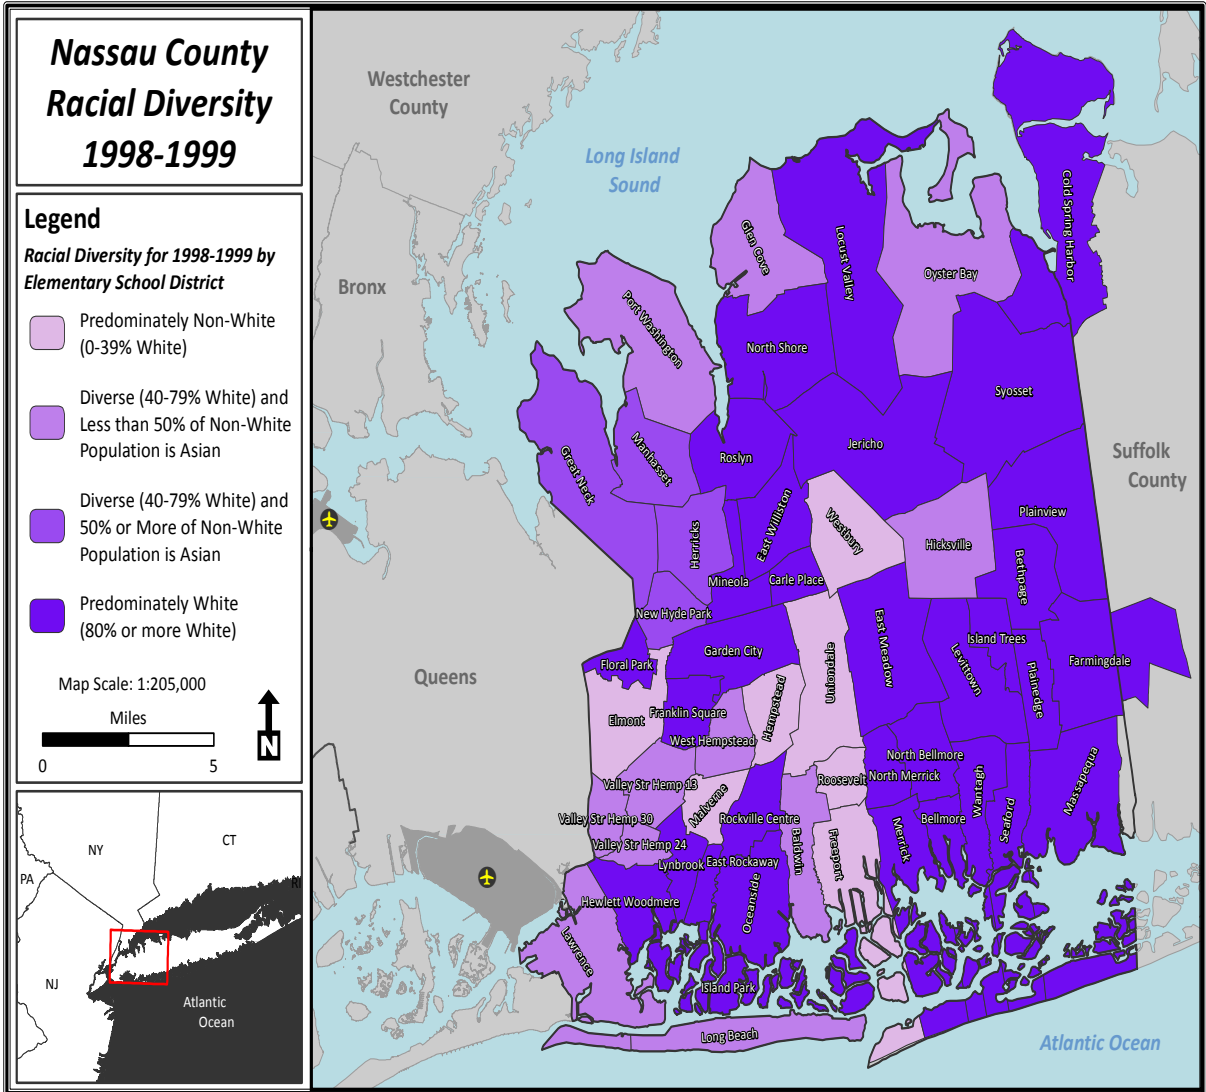 Nassau County
Racial Diversity
1998-1999
Legend
Racial Diversity for 1998-1999 by
Elementary School District
Predominately Non-White
(0-39% White)
Diverse (40-79% White) and
Less than 50% of Non-White
Population is Asian
Diverse (40-79% White) and
50% or More of Non-White
Population is Asian
Predominately White
(80% or more White)
Map Scale: 1:205,000
Miles
0
5
N
NY
CT
PA
RI
NJ
Atlantic
Ocean
Westchester
County
Long Island
Sound
Bronx
Queens
Suffolk
County
Atlantic Ocean
Cold Spring Harbor
Glen Cove
Locust Valley
Oyster Bay
Port Washington
North Shore
Syosset
Great Neck
Manhasset
Roslyn
Jericho
Herricks
East Williston
Westbury
Hicksville
Plainview
Bethpage
Mineola
Carle Place
New Hyde Park
Floral Park
Garden City
Uniondale
East Meadow
Levittown
Island Trees
Plainedge
Farmingdale
Elmont
Franklin Square
West Hempstead
Hempstead
North Bellmore
North Merrick
Roosevelt
Valley Str Hemp 13
Malverne
Valley Str Hemp 30
Rockville Centre
Valley Str Hemp 24
Baldwin
Freeport
Merrick
Bellmore
Wantagh
Seaford
Massapequa
Lynbrook
East Rockaway
Hewlett Woodmere
Oceanside
Lawrence
Island Park
Long Beach